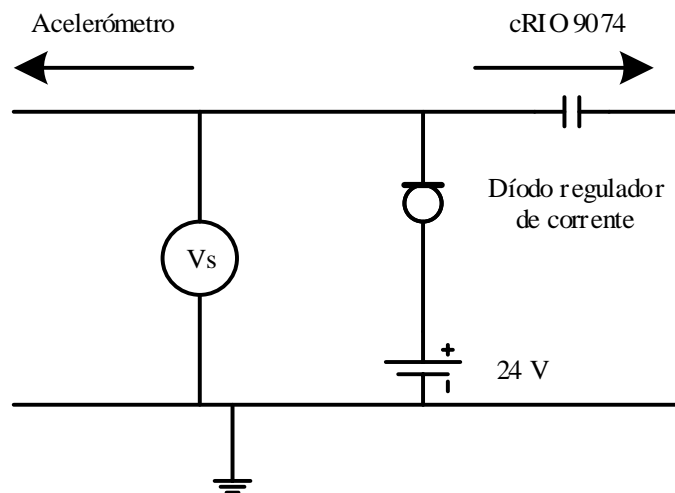 Acelerómetro
cRIO 9074
Díodo regulador
de corrente
Vs
+
24 V